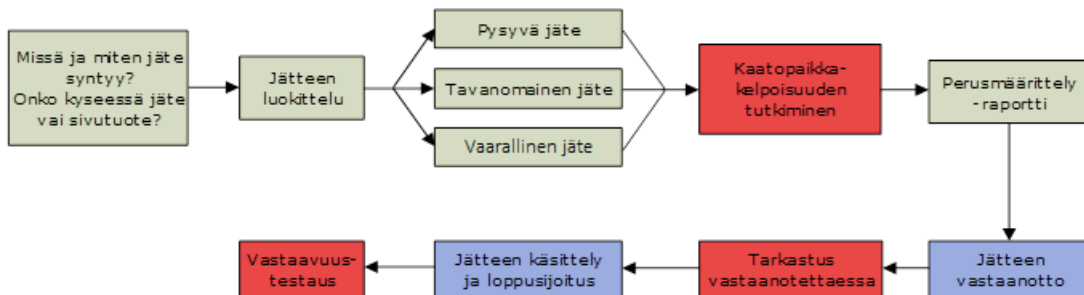 Missä ja miten jäte
syntyy?
Onko kyseessä jäte
vai sivutuote?
Jätteen
luokittelu
Pysyvä jäte
Tavanomainen jäte
Vaarallinen jäte
Kaatopaikka-
kelpoisuuden
tutkiminen
Perusmäärittely
-raportti
Jätteen
vastaanotto
Tarkastus
vastaanotettaessa
Jätteen käsittely
ja loppusijoitus
Vastaavuus-
testaus